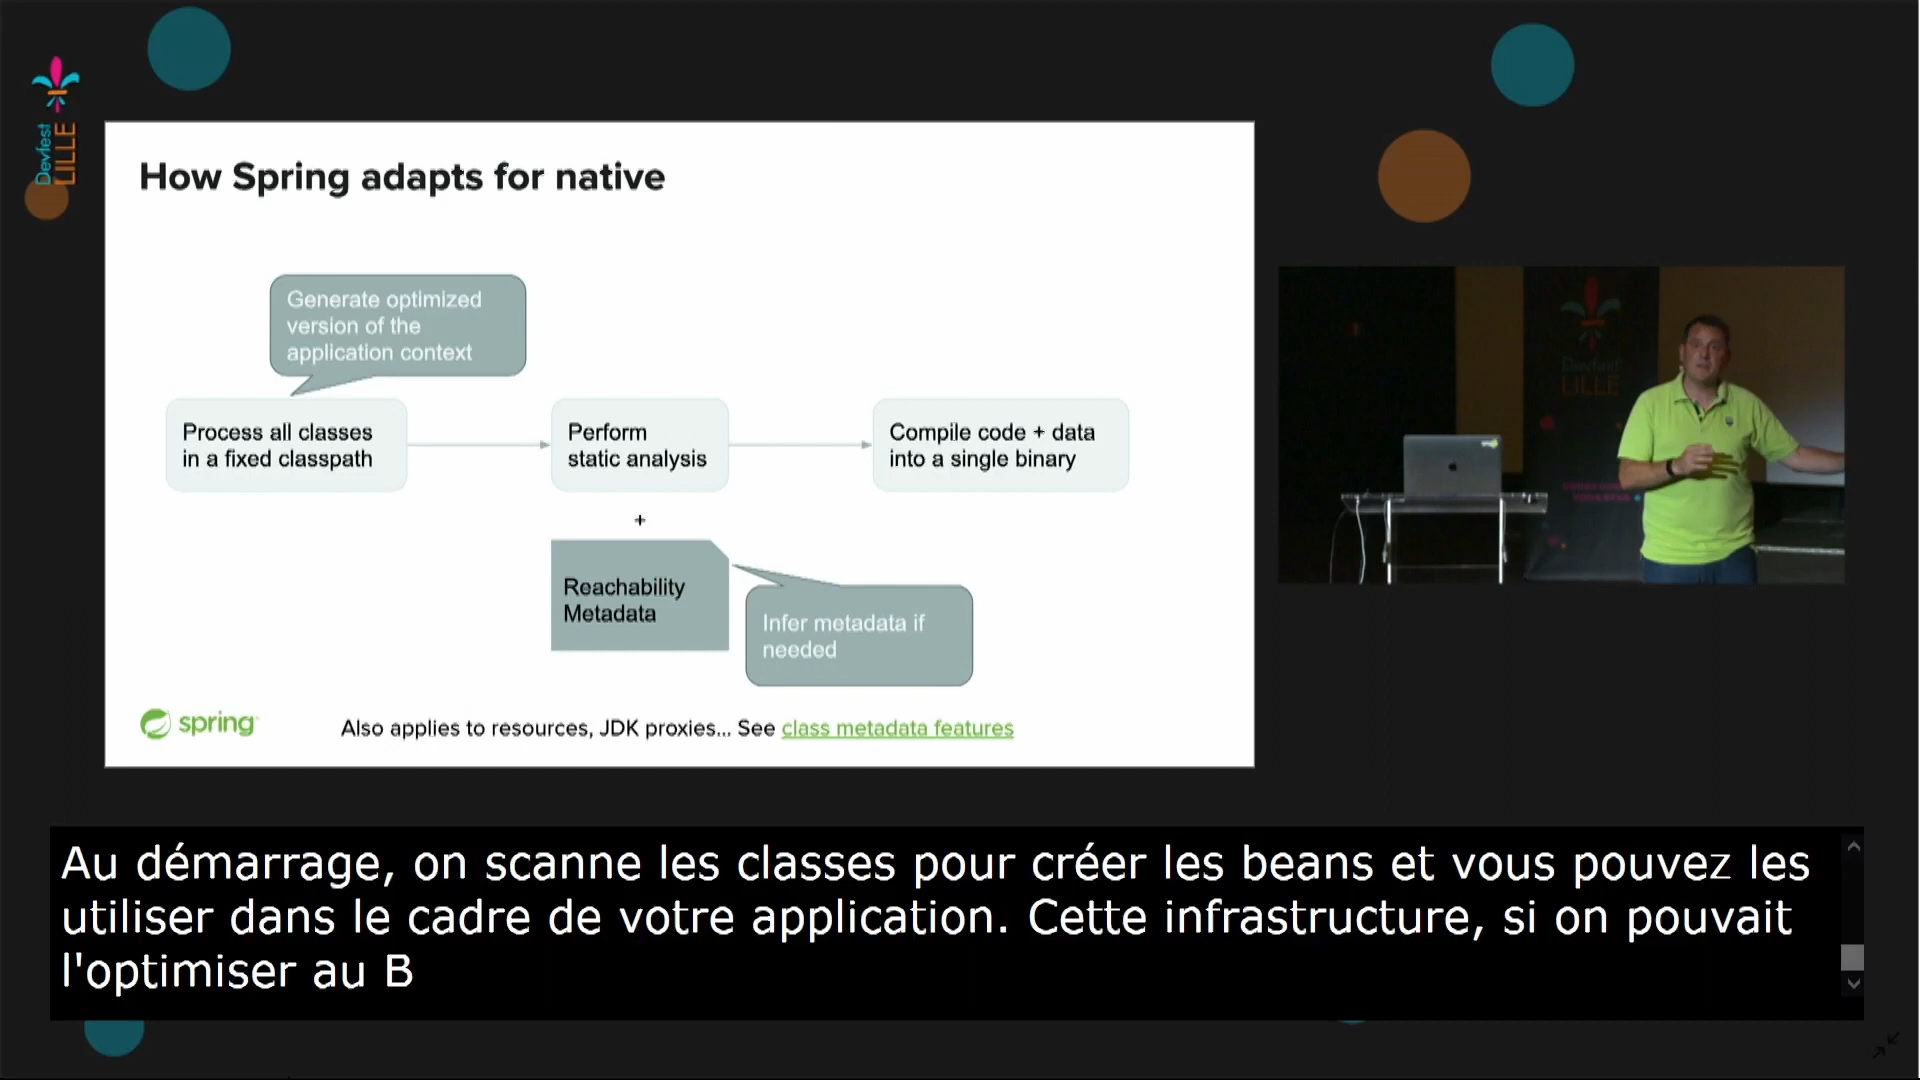 Devfest
LILLE
How Spring adapts for native
Generate optimized
version of the
application context
Process all classes
in a fixed classpath
Perform
static analysis
Compile code + data
into a single binary
+
Reachability
Metadata
Infer metadata if
needed
spring
Also applies to resources, JDK proxies... See class metadata features
Devfest
LILLE
Au démarrage, on scanne les classes pour créer les beans et vous pouvez les
utiliser dans le cadre de votre application. Cette infrastructure, si on pouvait
l'optimiser au B